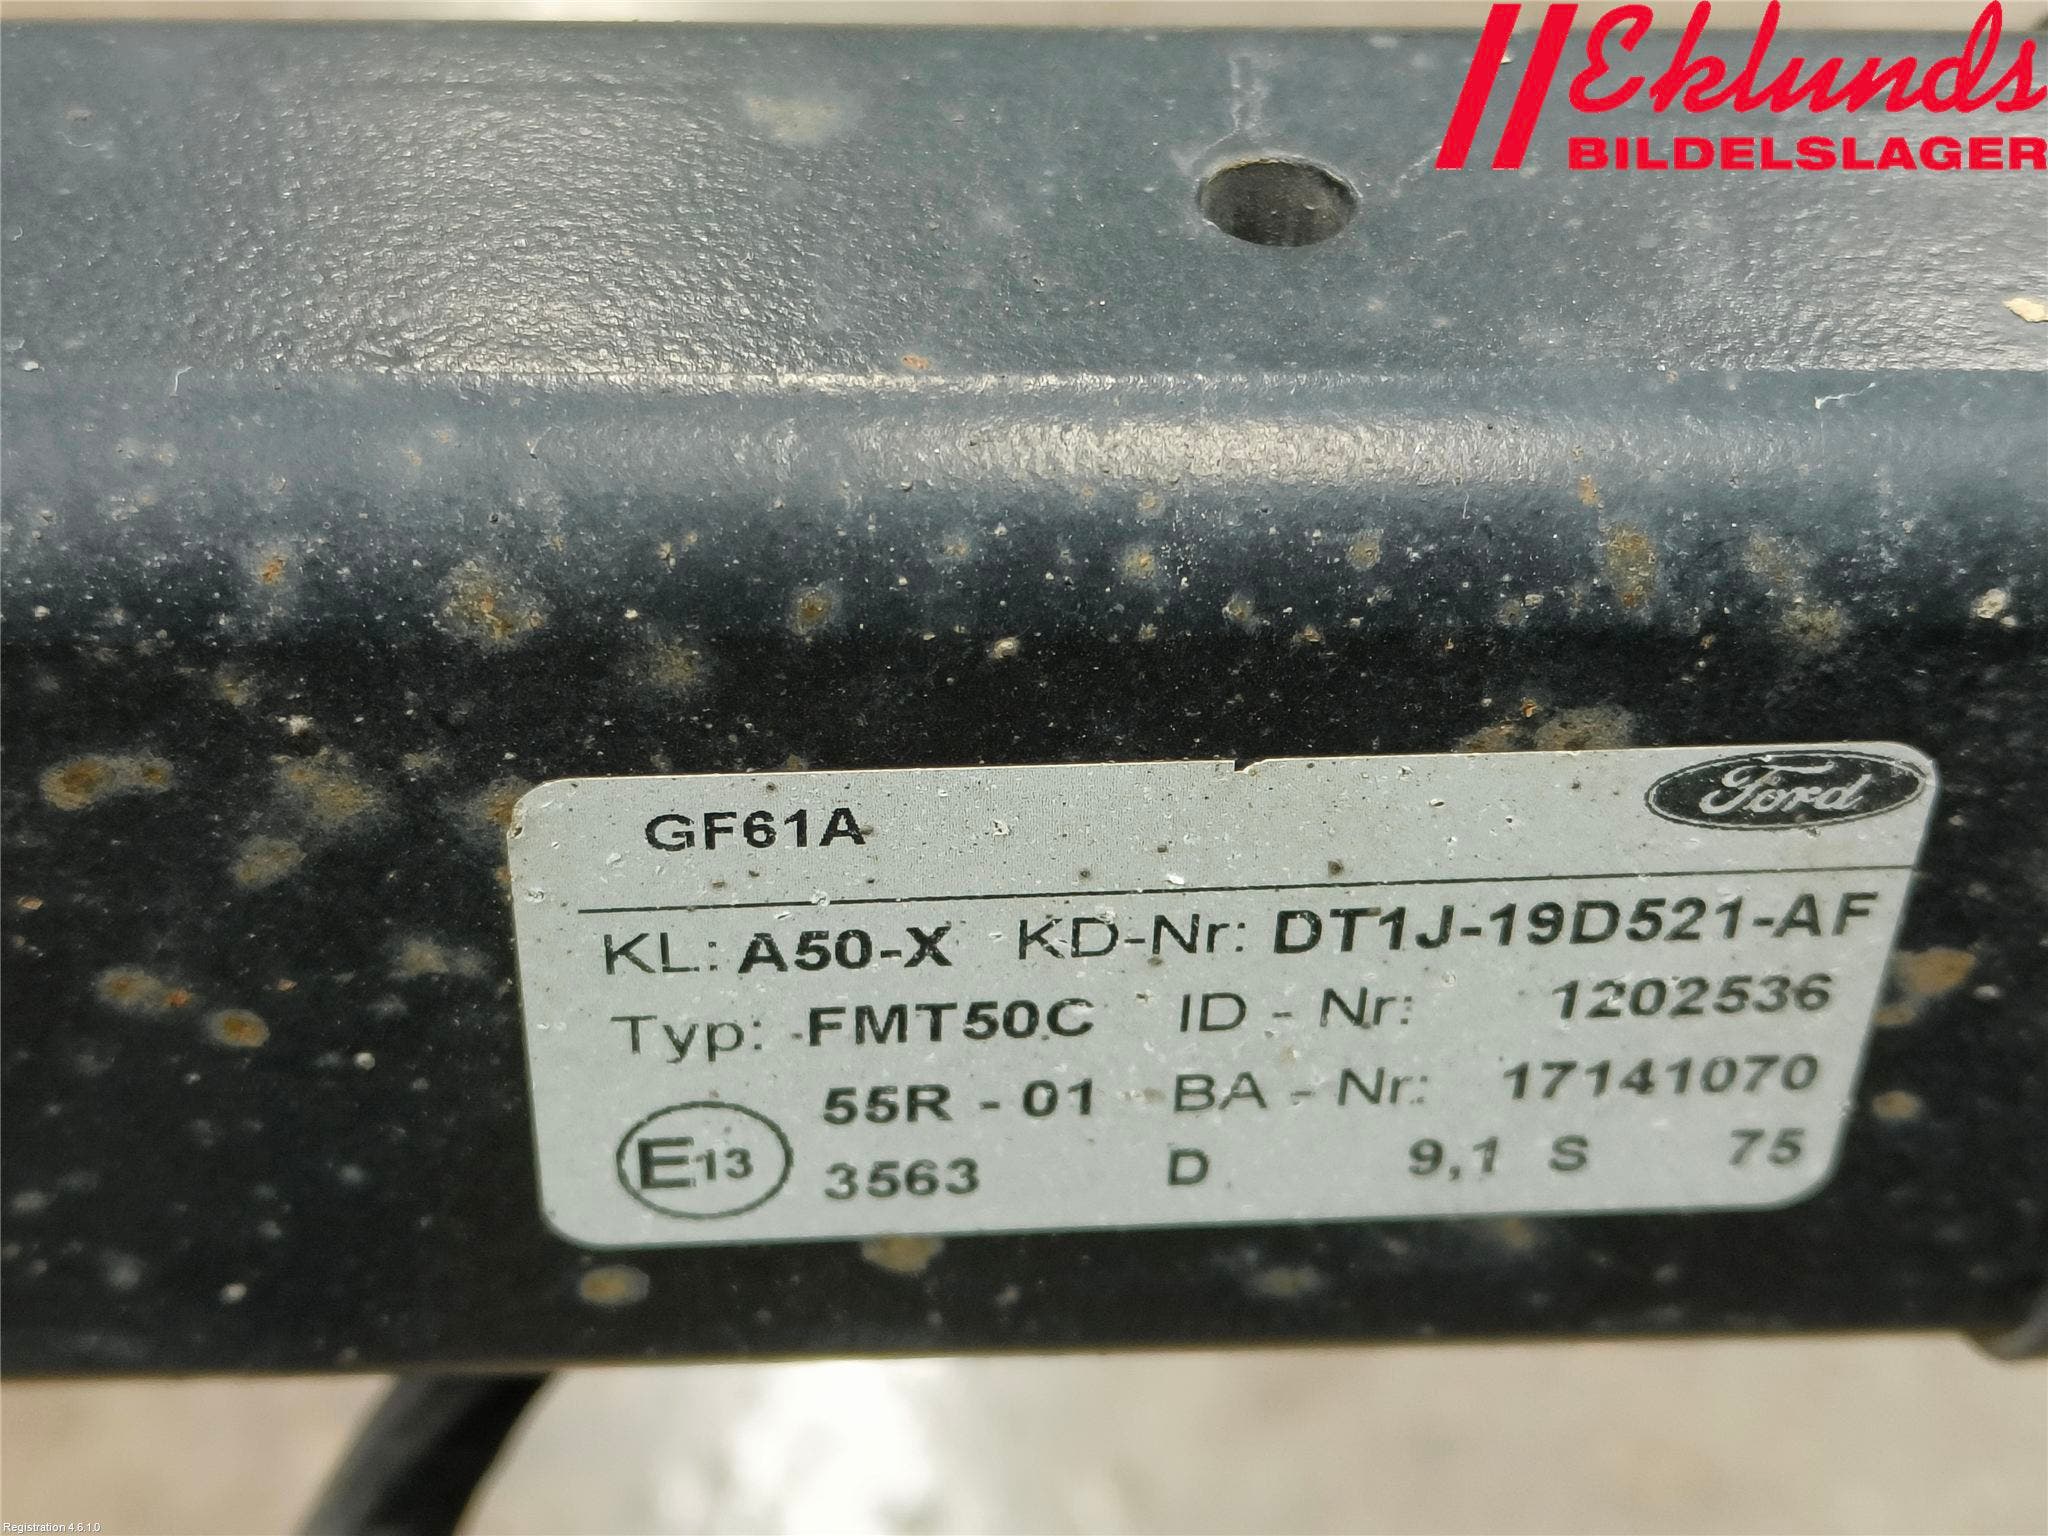 Eklunds
BILDELSLAGER
GF61A
Ford
KL: A50-X KD-Nr: DT1J-19D521-AF
Typ: FMT50C ID - Nr: 1202536
55R - 01 BA - Nr: 17141070
E13 3563 D 9,1 S 75
Registration 4.6.1.0